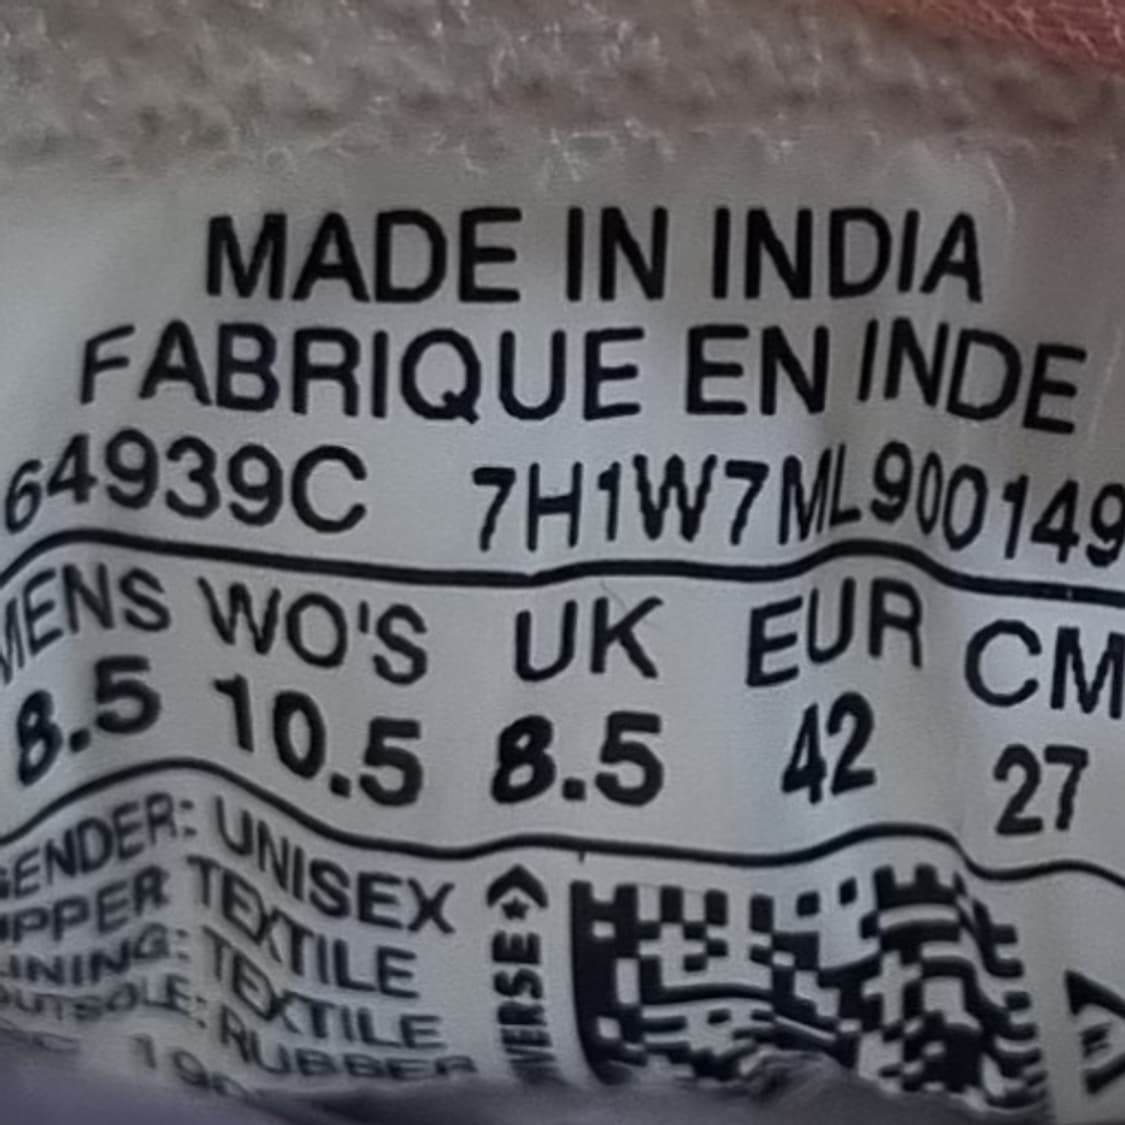 MADE IN INDIA
FABRIQUE EN INDE
64939C 7H1W7ML900149
MENS WO'S UK EUR CM
8.5 10.5 8.5 42 27
GENDER: UNISEX
UPPER TEXTILE
LINING: TEXTILE
OUTSOLE: RUBBER
VERSE